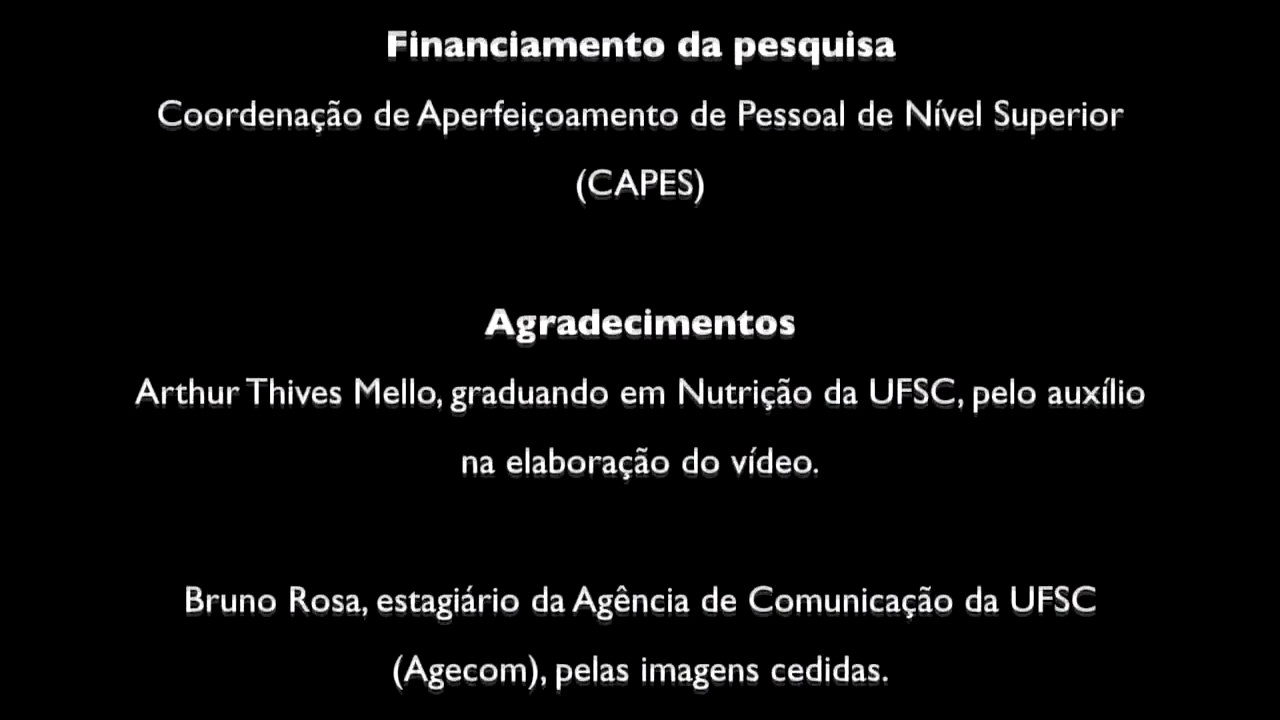 Financiamento da pesquisa
Coordenação de Aperfeiçoamento de Pessoal de Nível Superior
(CAPES)
Agradecimentos
Arthur Thives Mello, graduando em Nutrição da UFSC, pelo auxílio
na elaboração do vídeo.
Bruno Rosa, estagiário da Agência de Comunicação da UFSC
(Agecom), pelas imagens cedidas.